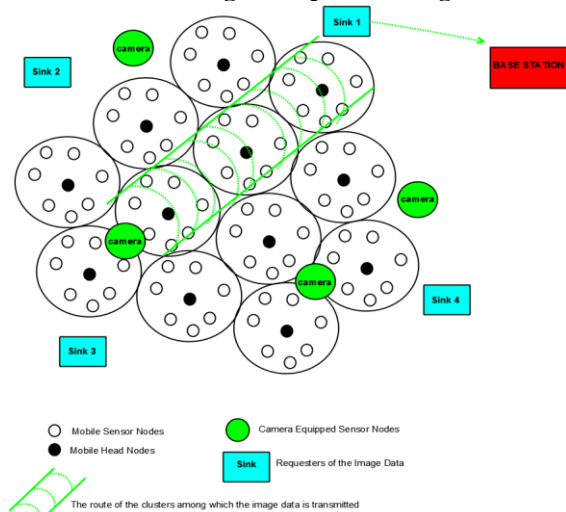 Sink 1
camera
Sink 2
BASE STATION
camera
camera
camera
Sink 4
Sink 3
Mobile Sensor Nodes
Camera Equipped Sensor Nodes
Mobile Head Nodes
Sink
Requesters of the Image Data
The route of the clusters among which the image data is transmitted